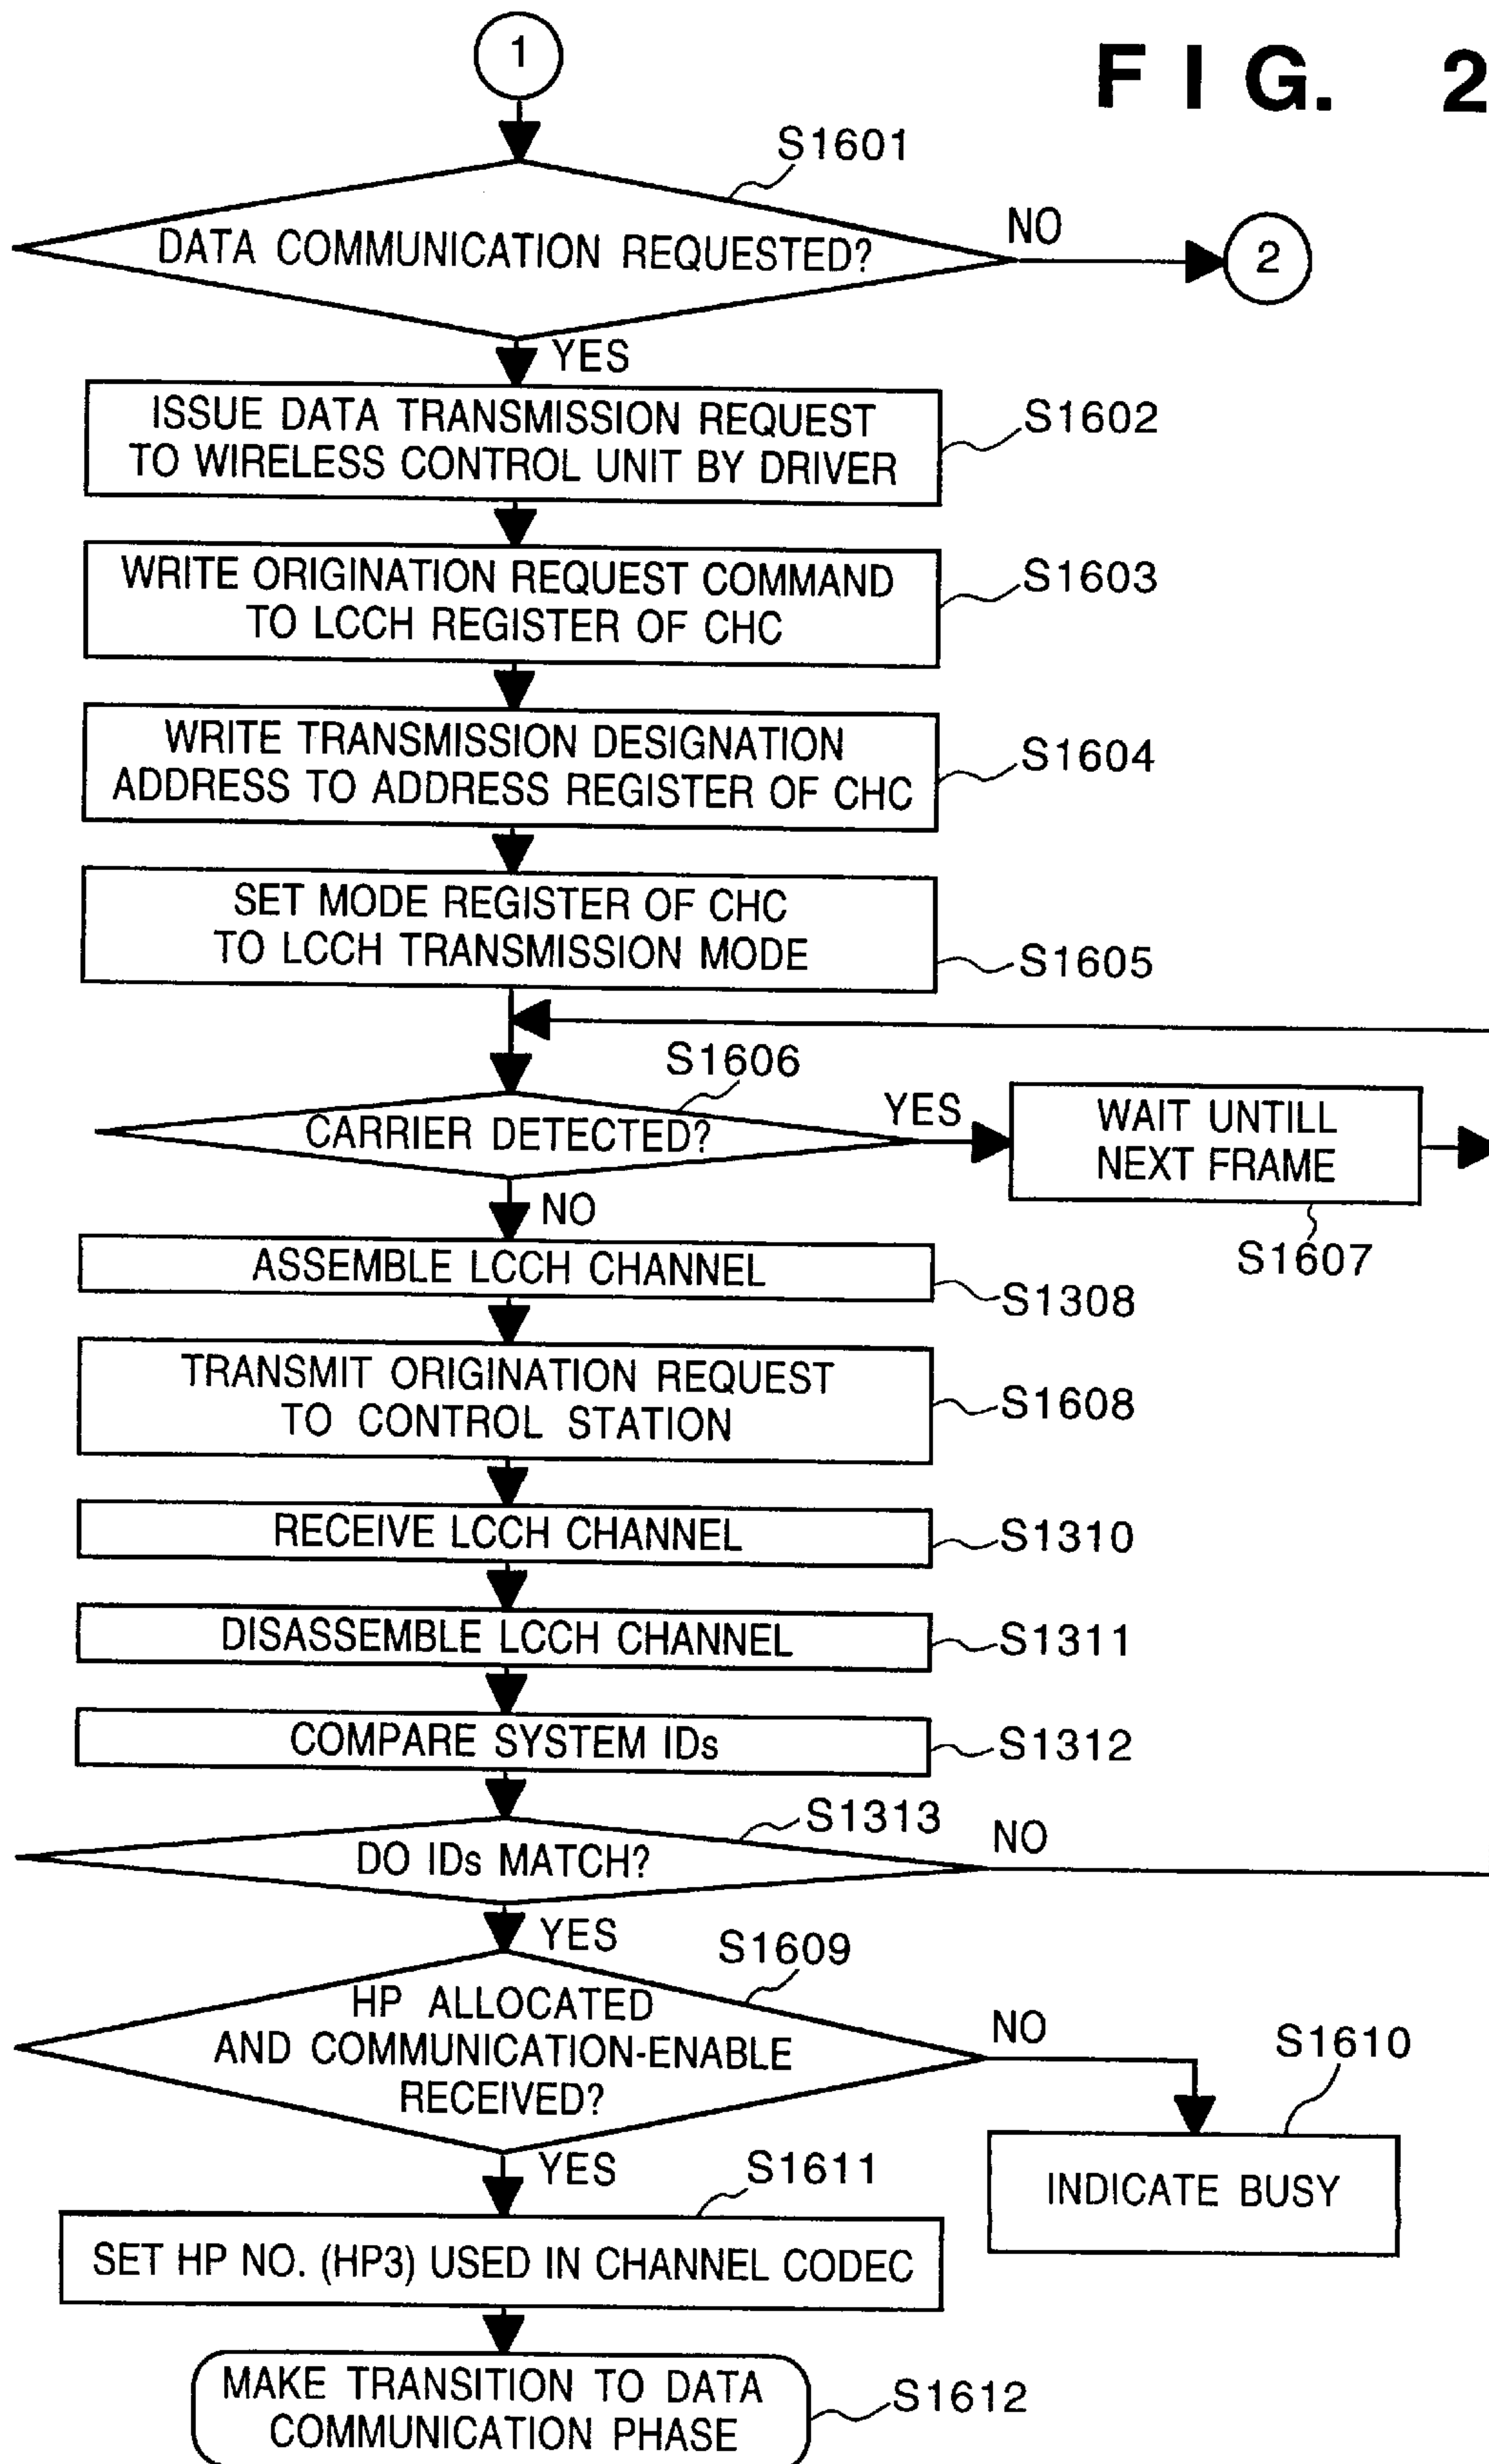 1
FIG. 2
S1601
DATA COMMUNICATION REQUESTED?
NO
2
YES
ISSUE DATA TRANSMISSION REQUEST
TO WIRELESS CONTROL UNIT BY DRIVER
S1602
WRITE ORIGINATION REQUEST COMMAND
TO LCCH REGISTER OF CHC
S1603
WRITE TRANSMISSION DESIGNATION
ADDRESS TO ADDRESS REGISTER OF CHC
S1604
SET MODE REGISTER OF CHC
TO LCCH TRANSMISSION MODE
S1605
S1606
CARRIER DETECTED?
YES
WAIT UNTILL
NEXT FRAME
S1607
NO
ASSEMBLE LCCH CHANNEL
S1308
TRANSMIT ORIGINATION REQUEST
TO CONTROL STATION
S1608
RECEIVE LCCH CHANNEL
S1310
DISASSEMBLE LCCH CHANNEL
S1311
COMPARE SYSTEM IDs
S1312
S1313
DO IDs MATCH?
NO
YES
S1609
HP ALLOCATED
AND COMMUNICATION-ENABLE
RECEIVED?
NO
S1610
INDICATE BUSY
YES
S1611
SET HP NO. (HP3) USED IN CHANNEL CODEC
MAKE TRANSITION TO DATA
COMMUNICATION PHASE
S1612